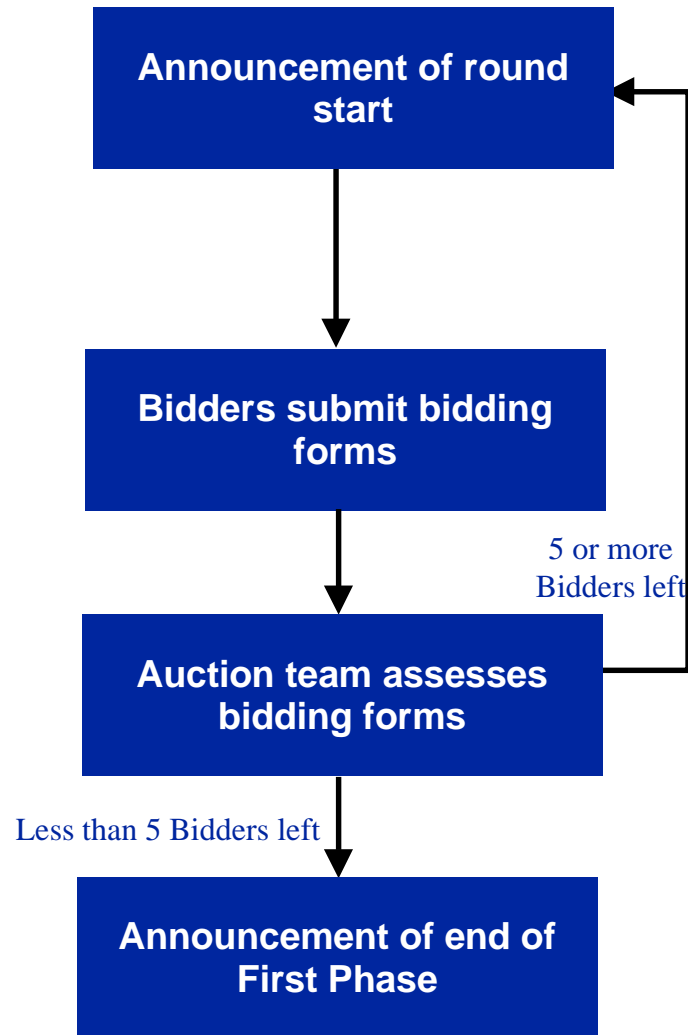 Announcement of round
start
Bidders submit bidding
forms
5 or more
Bidders left
Auction team assesses
bidding forms
Less than 5 Bidders left
Announcement of end of
First Phase